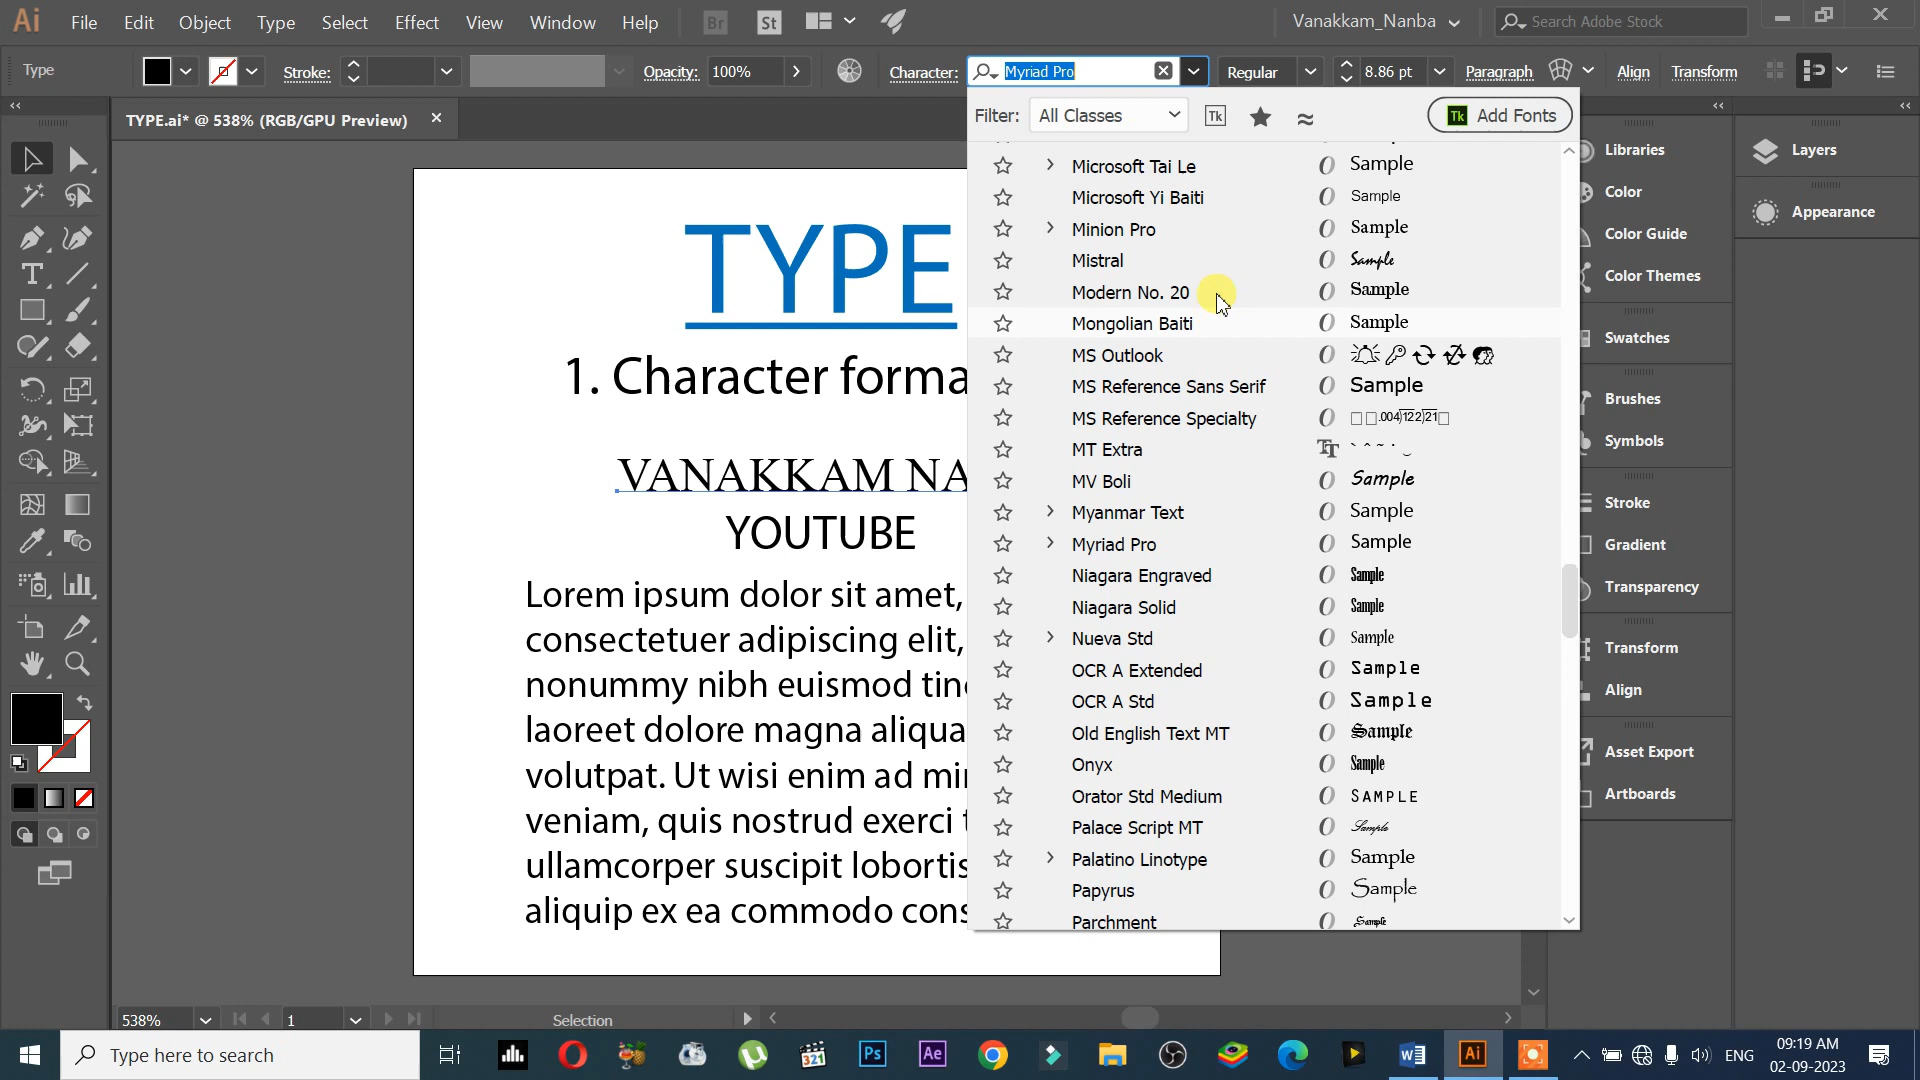 Ai File Edit Object Type Select Effect View Window Help Br St Vanakkam_Nanba Search Adobe Stock
Type Stroke: Opacity: 100% Character: Myriad Pro Regular 8.86 pt Paragraph Align Transform
TYPE.ai* @ 538% (RGB/GPU Preview)
Filter: All Classes Tk Tk Add Fonts
Microsoft Tai Le Sample
Microsoft Yi Baiti Sample
Minion Pro Sample
Mistral Sample
Modern No. 20 Sample
Mongolian Baiti Sample
MS Outlook
MS Reference Sans Serif Sample
MS Reference Specialty
MT Extra
MV Boli Sample
Myanmar Text Sample
Myriad Pro Sample
Niagara Engraved Sample
Niagara Solid Sample
Nueva Std Sample
OCR A Extended Sample
OCR A Std Sample
Old English Text MT Sample
Onyx Sample
Orator Std Medium SAMPLE
Palace Script MT Sample
Palatino Linotype Sample
Papyrus Sample
Parchment Sample
TYPE
1. Character forma
VANAKKAM NA
YOUTUBE
Lorem ipsum dolor sit amet,
consectetuer adipiscing elit,
nonummy nibh euismod tin
laoreet dolore magna aliqua
volutpat. Ut wisi enim ad mi
veniam, quis nostrud exerci
ullamcorper suscipit lobortis
aliquip ex ea commodo cons
Libraries
Color
Color Guide
Color Themes
Swatches
Brushes
Symbols
Stroke
Gradient
Transparency
Transform
Align
Asset Export
Artboards
Layers
Appearance
538% 1 Selection
Type here to search Ps Ae Ai ENG 09:19 AM
02-09-2023